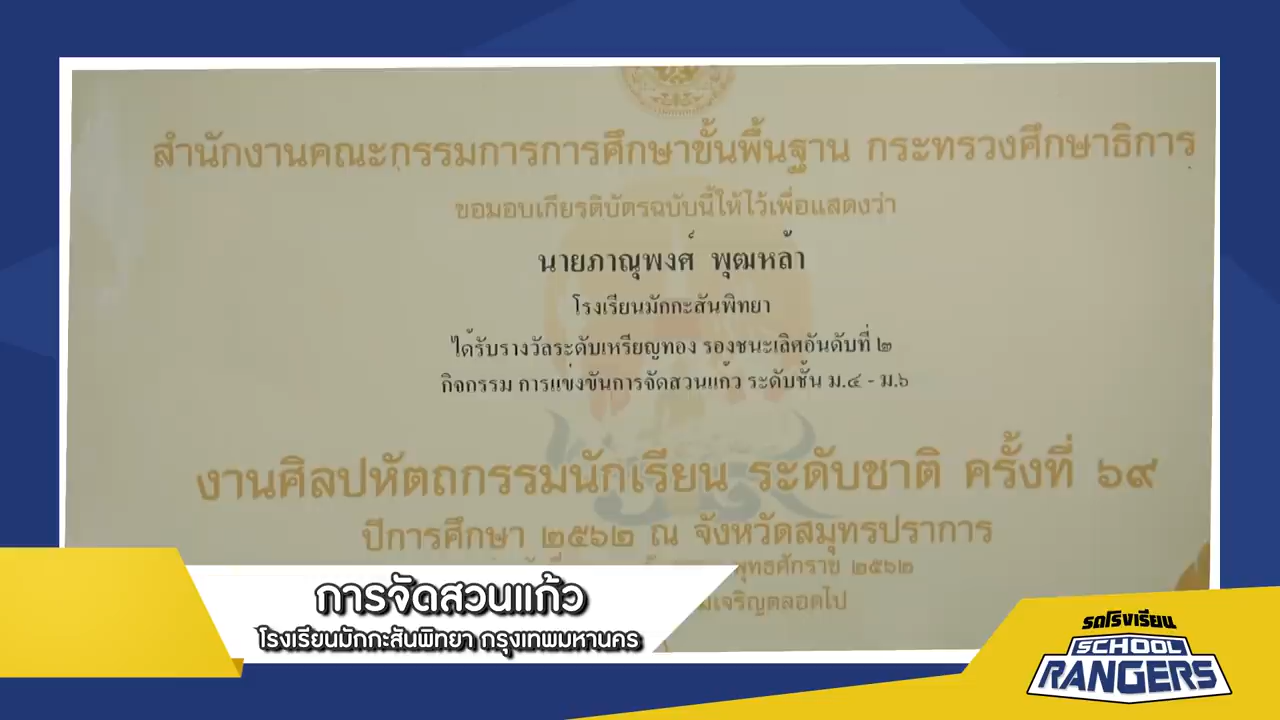 สำนักงานคณะกรรมการการศึกษาขั้นพื้นฐาน กระทรวงศึกษาธิการ
ขอมอบเกียรติบัตรฉบับนี้ให้ไว้เพื่อแสดงว่า
นายภาณุพงศ์ พุฒหล้า
โรงเรียนมักกะสันพิทยา
ได้รับรางวัลระดับเหรียญทอง รองชนะเลิศอันดับที่ ๒
กิจกรรม การแข่งขันการจัดสวนแก้ว ระดับชั้น ม.๔ - ม.๖
งานศิลปหัตถกรรมนักเรียน ระดับชาติ ครั้งที่ ๖๙
ปีการศึกษา ๒๕๖๒ ณ จังหวัดสมุทรปราการ
พุทธศักราช ๒๕๖๒
เจริญตลอดไป
การจัดสวนแก้ว
โรงเรียนมักกะสันพิทยา กรุงเทพมหานคร
รถโรงเรียน
SCHOOL
RANGERS